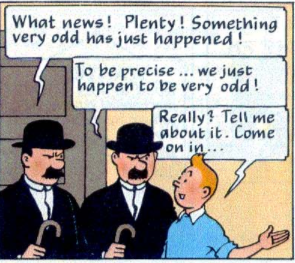 What news! Plenty! Something
very odd has just happened!
To be precise... we just
happen to be very odd!
Really? Tell me
about it. Come
on in...